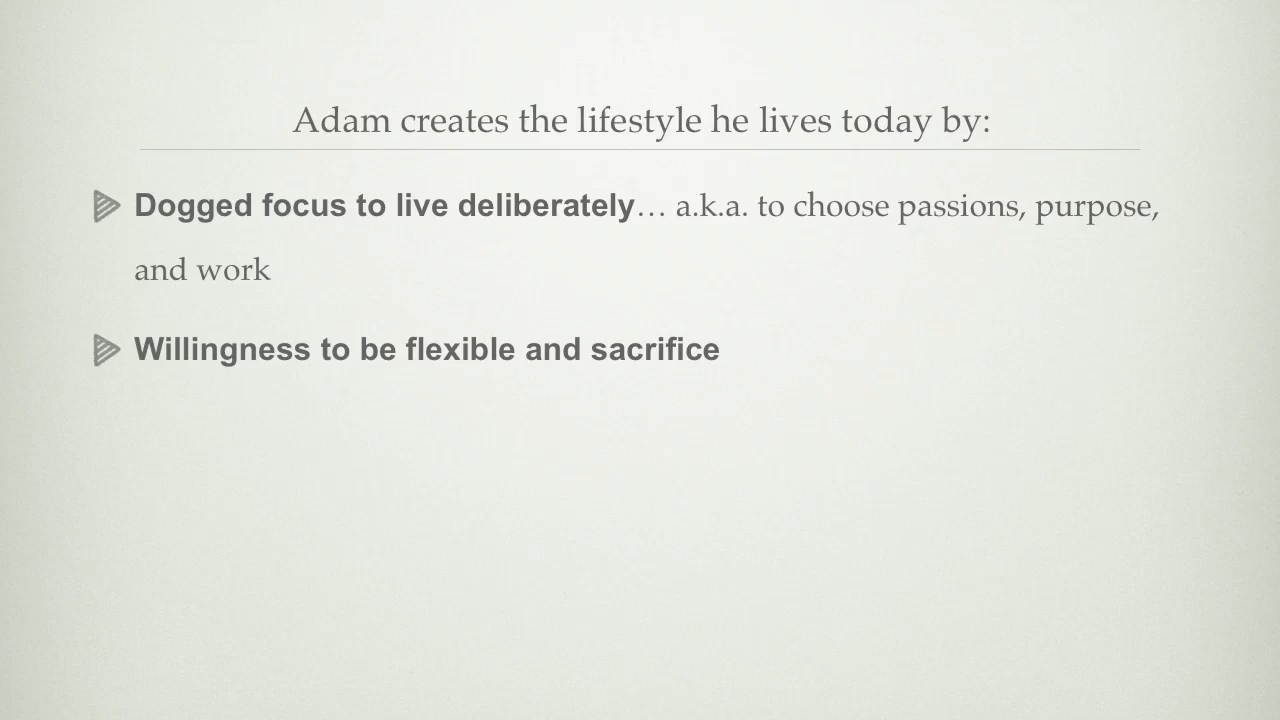 Adam creates the lifestyle he lives today by:
Dogged focus to live deliberately… a.k.a. to choose passions, purpose,
and work
Willingness to be flexible and sacrifice